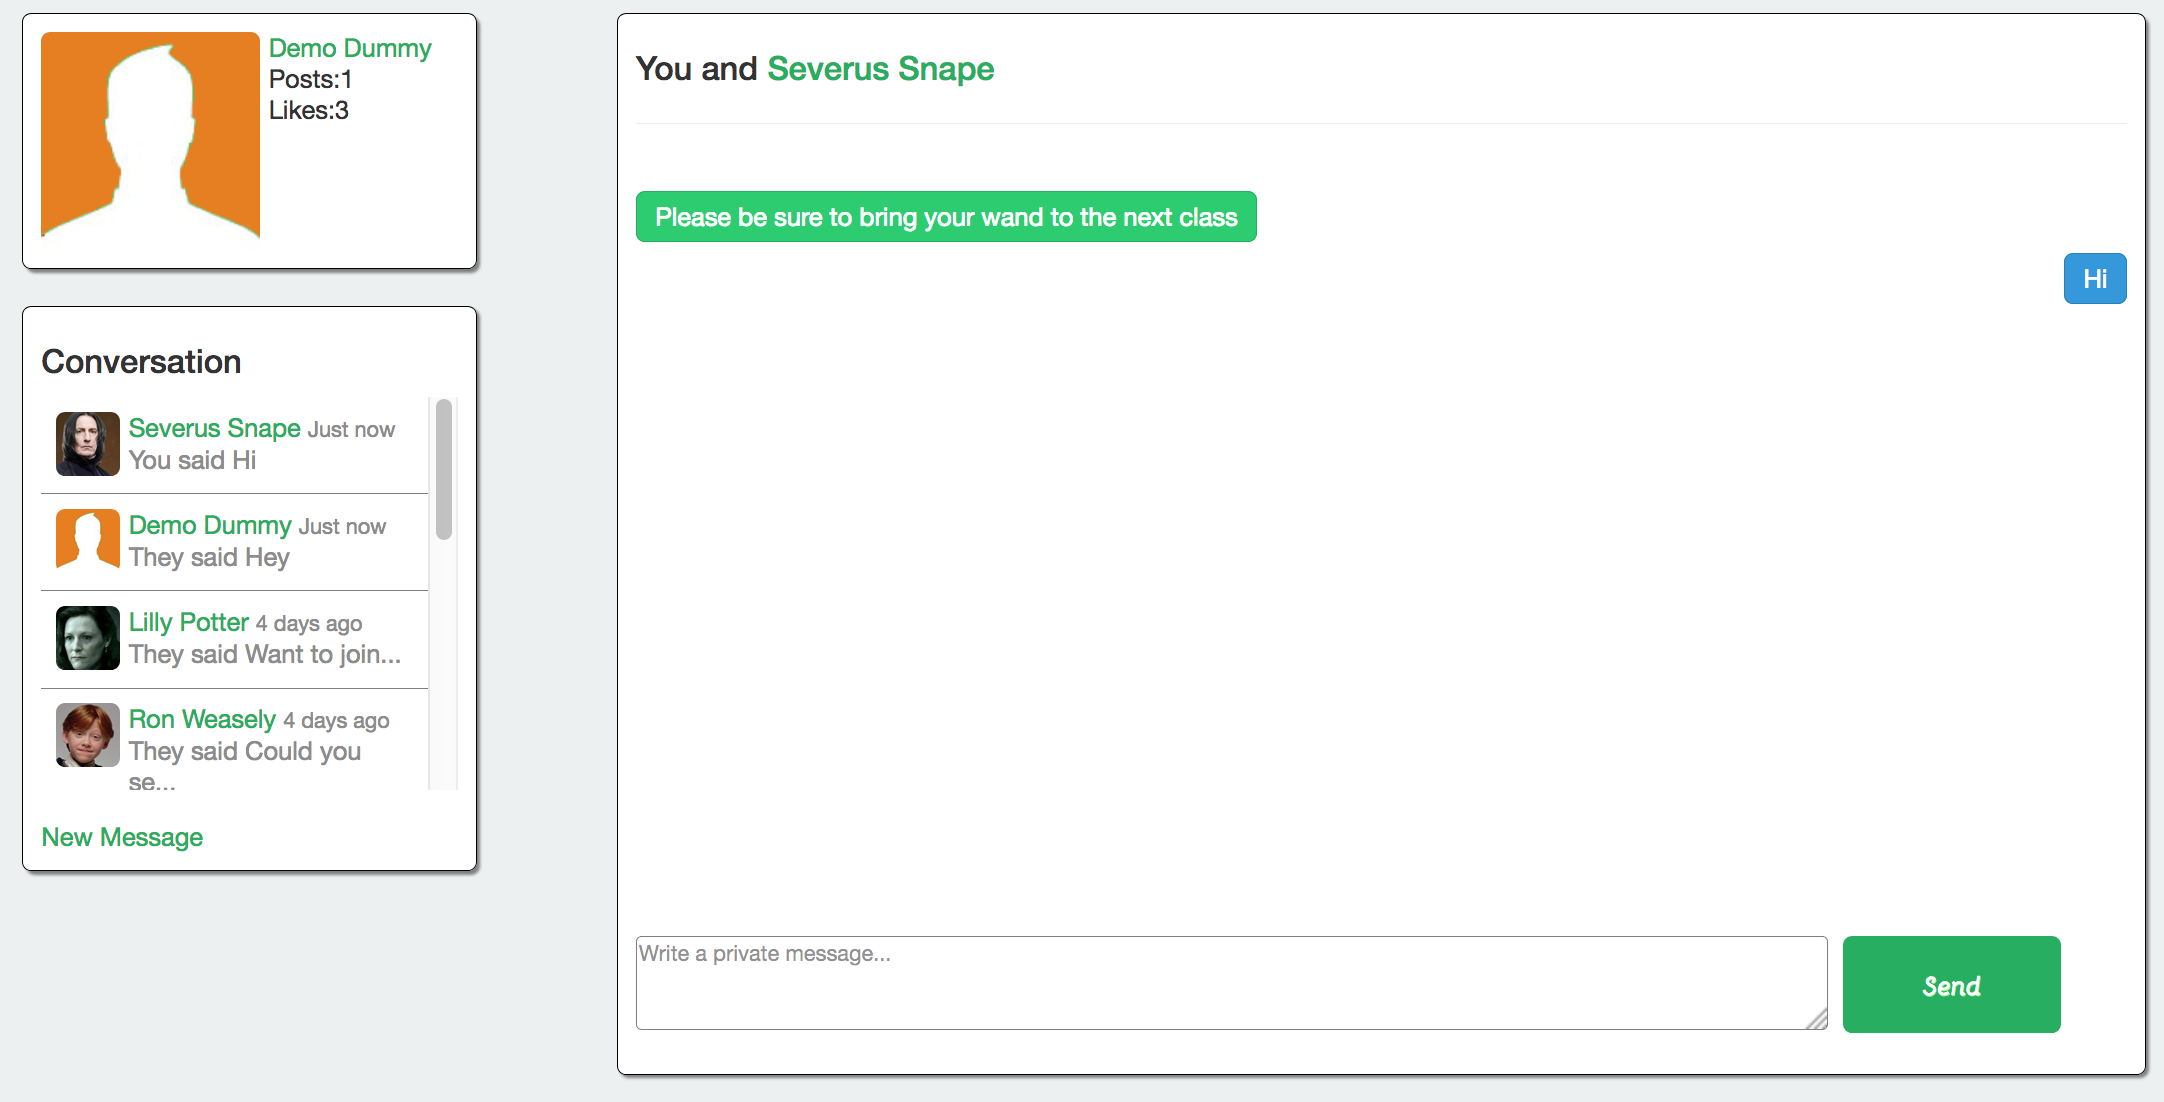 Demo Dummy
Posts:1
Likes:3
Conversation
Severus Snape Just now
You said Hi
Demo Dummy Just now
They said Hey
Lilly Potter 4 days ago
They said Want to join...
Ron Weasely 4 days ago
They said Could you
se...
New Message
You and Severus Snape
Please be sure to bring your wand to the next class
Hi
Write a private message...
Send